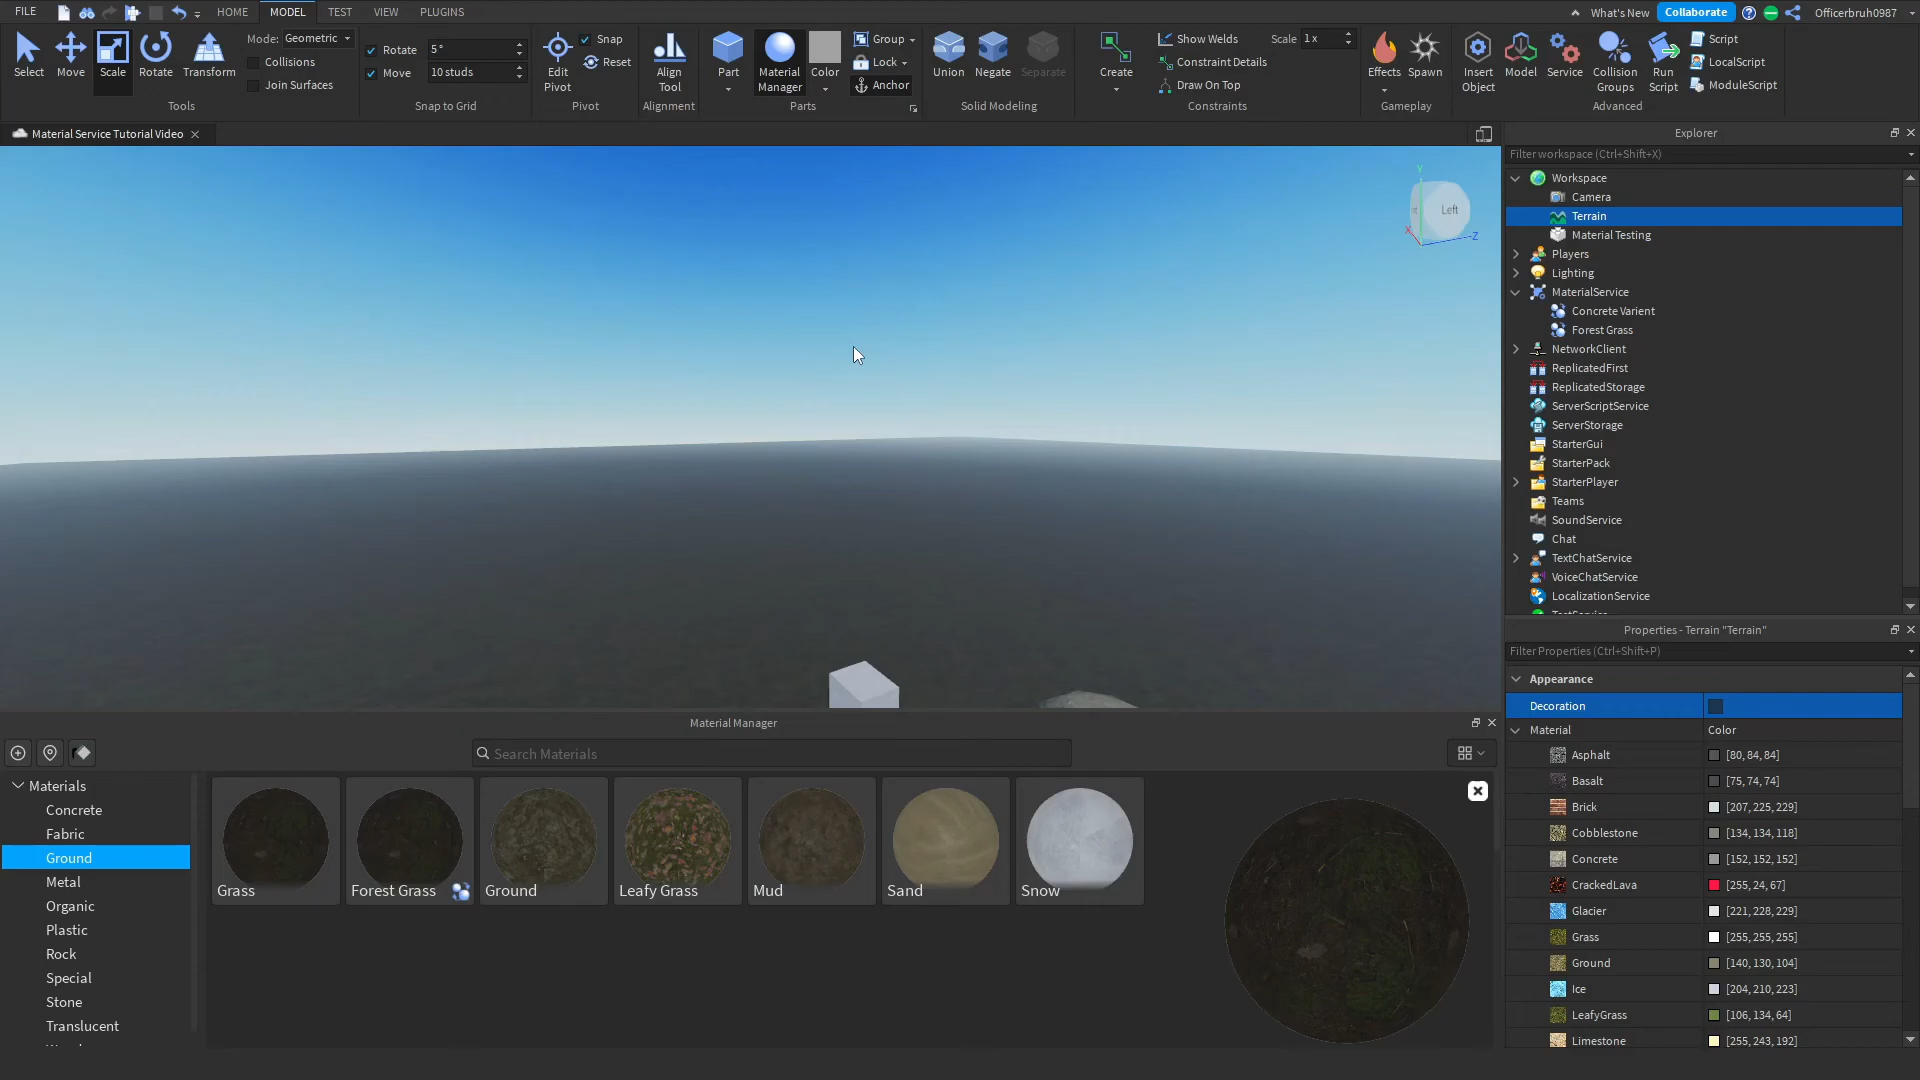 FILE HOME MODEL TEST VIEW PLUGINS What's New Collaborate Officerbruh0987
Select Move Scale Rotate Transform
Mode: Geometric
Collisions
Join Surfaces
Tools
Rotate 5°
Move 10 studs
Snap to Grid
Edit
Pivot
Snap
Reset
Pivot
Align
Tool
Alignment
Part
Material
Manager
Color
Group
Lock
Anchor
Parts
Union Negate Separate
Solid Modeling
Create
Show Welds
Constraint Details
Draw On Top
Scale 1 x
Constraints
Effects Spawn
Gameplay
Insert
Object
Model Service
Collision
Groups
Run
Script
Script
LocalScript
ModuleScript
Advanced
Material Service Tutorial Video
Left
Y
X
Z
Explorer
Filter workspace (Ctrl+Shift+X)
Workspace
Camera
Terrain
Material Testing
Players
Lighting
MaterialService
Concrete Varient
Forest Grass
NetworkClient
ReplicatedFirst
ReplicatedStorage
ServerScriptService
ServerStorage
StarterGui
StarterPack
StarterPlayer
Teams
SoundService
Chat
TextChatService
VoiceChatService
LocalizationService
TestService
Properties - Terrain "Terrain"
Filter Properties (Ctrl+Shift+P)
Appearance
Decoration
Material Color
Asphalt [80, 84, 84]
Basalt [75, 74, 74]
Brick [207, 225, 229]
Cobblestone [134, 134, 118]
Concrete [152, 152, 152]
CrackedLava [255, 24, 67]
Glacier [221, 228, 229]
Grass [255, 255, 255]
Ground [140, 130, 104]
Ice [204, 210, 223]
LeafyGrass [106, 134, 64]
Limestone [255, 243, 192]
Material Manager
Search Materials
Materials
Concrete
Fabric
Ground
Metal
Organic
Plastic
Rock
Special
Stone
Translucent
Grass Forest Grass Ground Leafy Grass Mud Sand Snow